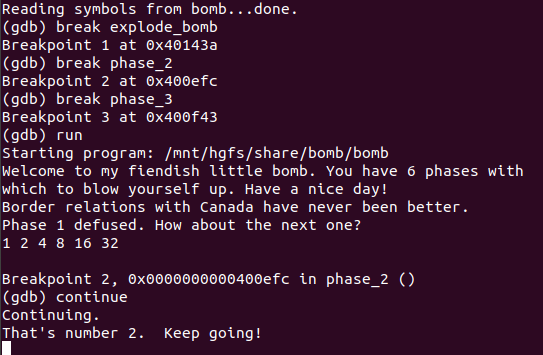 Reading symbols from bomb...done.
(gdb) break explode_bomb
Breakpoint 1 at 0x40143a
(gdb) break phase_2
Breakpoint 2 at 0x400efc
(gdb) break phase_3
Breakpoint 3 at 0x400f43
(gdb) run
Starting program: /mnt/hgfs/share/bomb/bomb
Welcome to my fiendish little bomb. You have 6 phases with
which to blow yourself up. Have a nice day!
Border relations with Canada have never been better.
Phase 1 defused. How about the next one?
1 2 4 8 16 32

Breakpoint 2, 0x0000000000400efc in phase_2 ()
(gdb) continue
Continuing.
That's number 2.  Keep going!